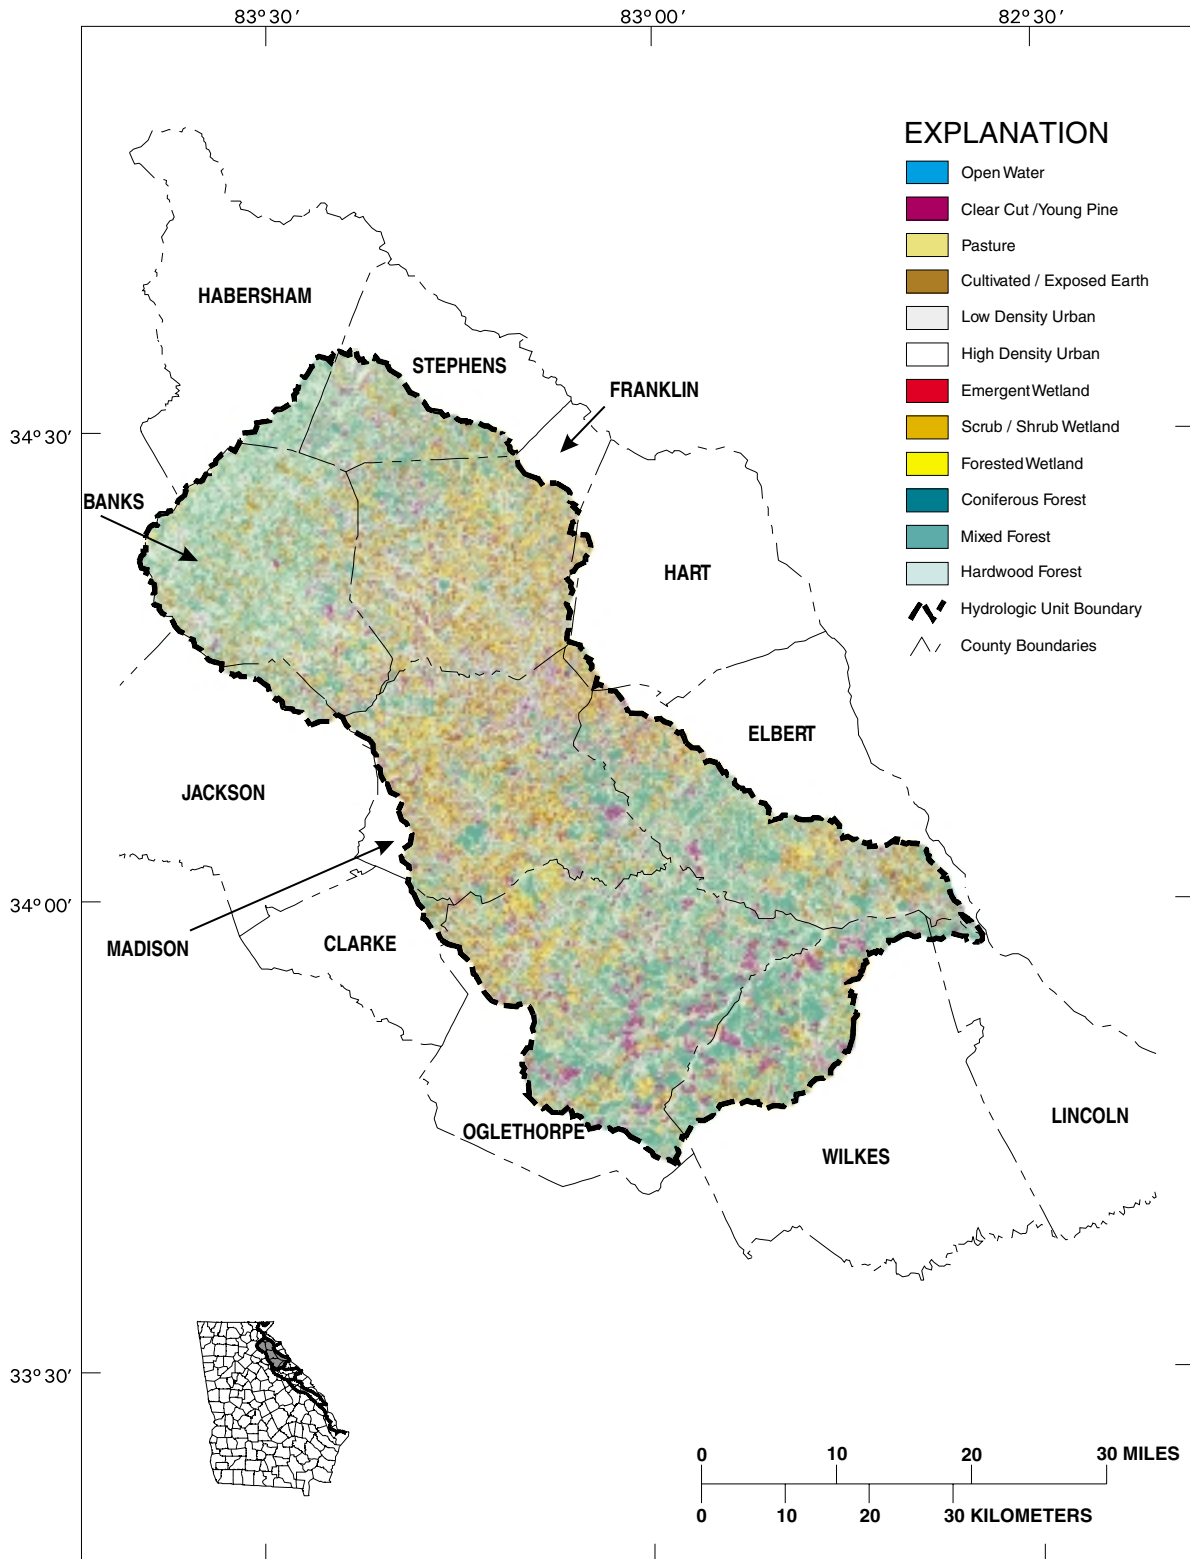 83° 30′ 83° 00′ 82° 30′
EXPLANATION
Open Water
Clear Cut / Young Pine
Pasture
Cultivated / Exposed Earth
Low Density Urban
High Density Urban
Emergent Wetland
Scrub / Shrub Wetland
Forested Wetland
Coniferous Forest
Mixed Forest
Hardwood Forest
Hydrologic Unit Boundary
County Boundaries
HABERSHAM
STEPHENS
FRANKLIN
34° 30′
BANKS
HART
ELBERT
JACKSON
34° 00′
MADISON
CLARKE
OGLETHORPE
LINCOLN
WILKES
33° 30′
0 10 20 30 MILES
0 10 20 30 KILOMETERS